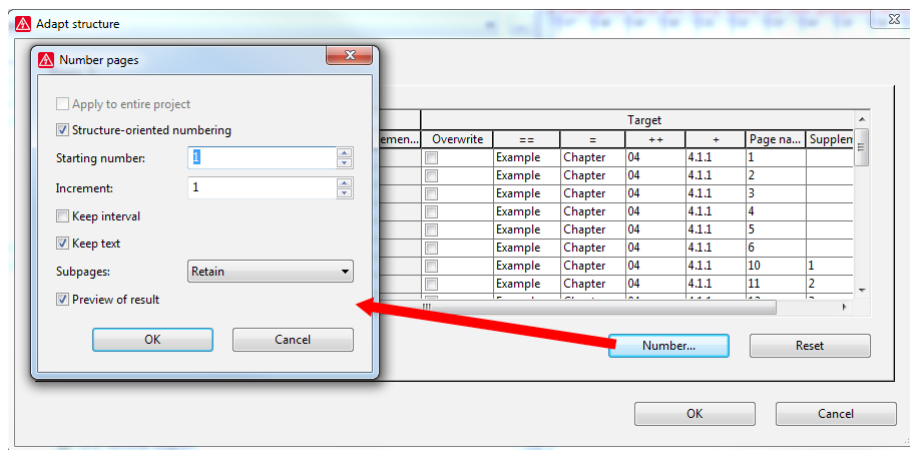 Adapt structure
Number pages
Apply to entire project
Structure-oriented numbering
Starting number: 1
Increment: 1
Keep interval
Keep text
Subpages: Retain
Preview of result
OK Cancel
Target
emen... Overwrite == = ++ + Page na... Supplem
Example Chapter 04 4.1.1 1
Example Chapter 04 4.1.1 2
Example Chapter 04 4.1.1 3
Example Chapter 04 4.1.1 4
Example Chapter 04 4.1.1 5
Example Chapter 04 4.1.1 6
Example Chapter 04 4.1.1 10 1
Example Chapter 04 4.1.1 11 2
Number... Reset
OK Cancel